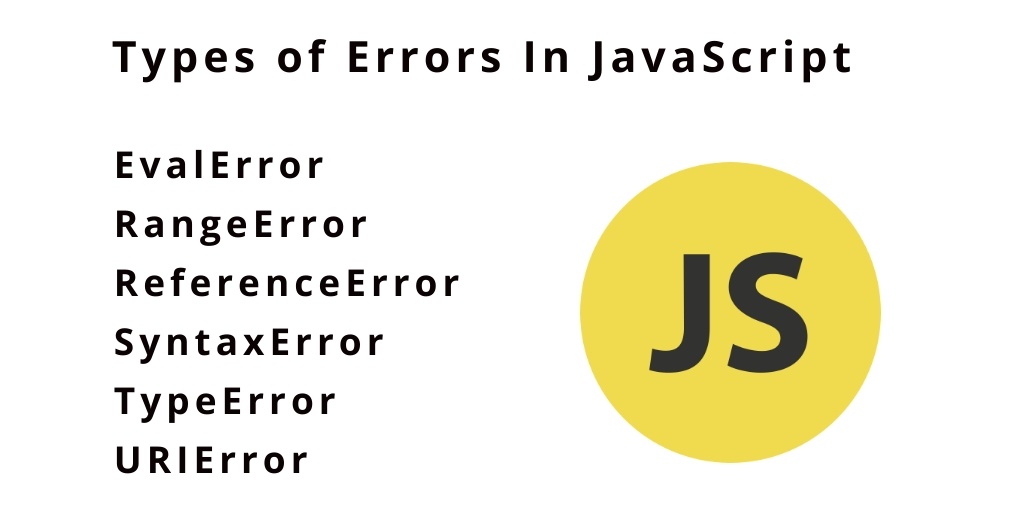 Types of Errors In JavaScript
EvalError
RangeError
ReferenceError
SyntaxError
TypeError
URIError
JS